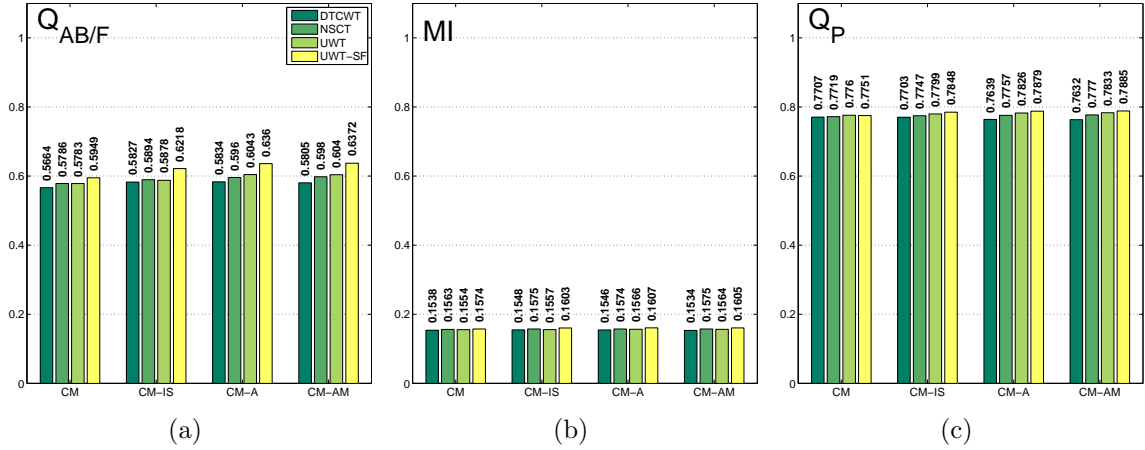 Q
AB/F
DTCWT
NSCT
UWT
UWT-SF
1
0.8
0.6
0.4
0.2
0
0.5664
0.5786
0.5783
0.5949
0.5827
0.5894
0.5878
0.6218
0.5834
0.596
0.6043
0.636
0.5805
0.598
0.604
0.6372
CM
CM-IS
CM-A
CM-AM
(a)
MI
1
0.8
0.6
0.4
0.2
0
0.1538
0.1563
0.1554
0.1574
0.1548
0.1575
0.1557
0.1603
0.1546
0.1574
0.1566
0.1607
0.1534
0.1575
0.1564
0.1605
CM
CM-IS
CM-A
CM-AM
(b)
Q
P
1
0.8
0.6
0.4
0.2
0
0.7707
0.7719
0.776
0.7751
0.7703
0.7747
0.7799
0.7848
0.7639
0.7757
0.7826
0.7879
0.7632
0.777
0.7833
0.7885
CM
CM-IS
CM-A
CM-AM
(c)